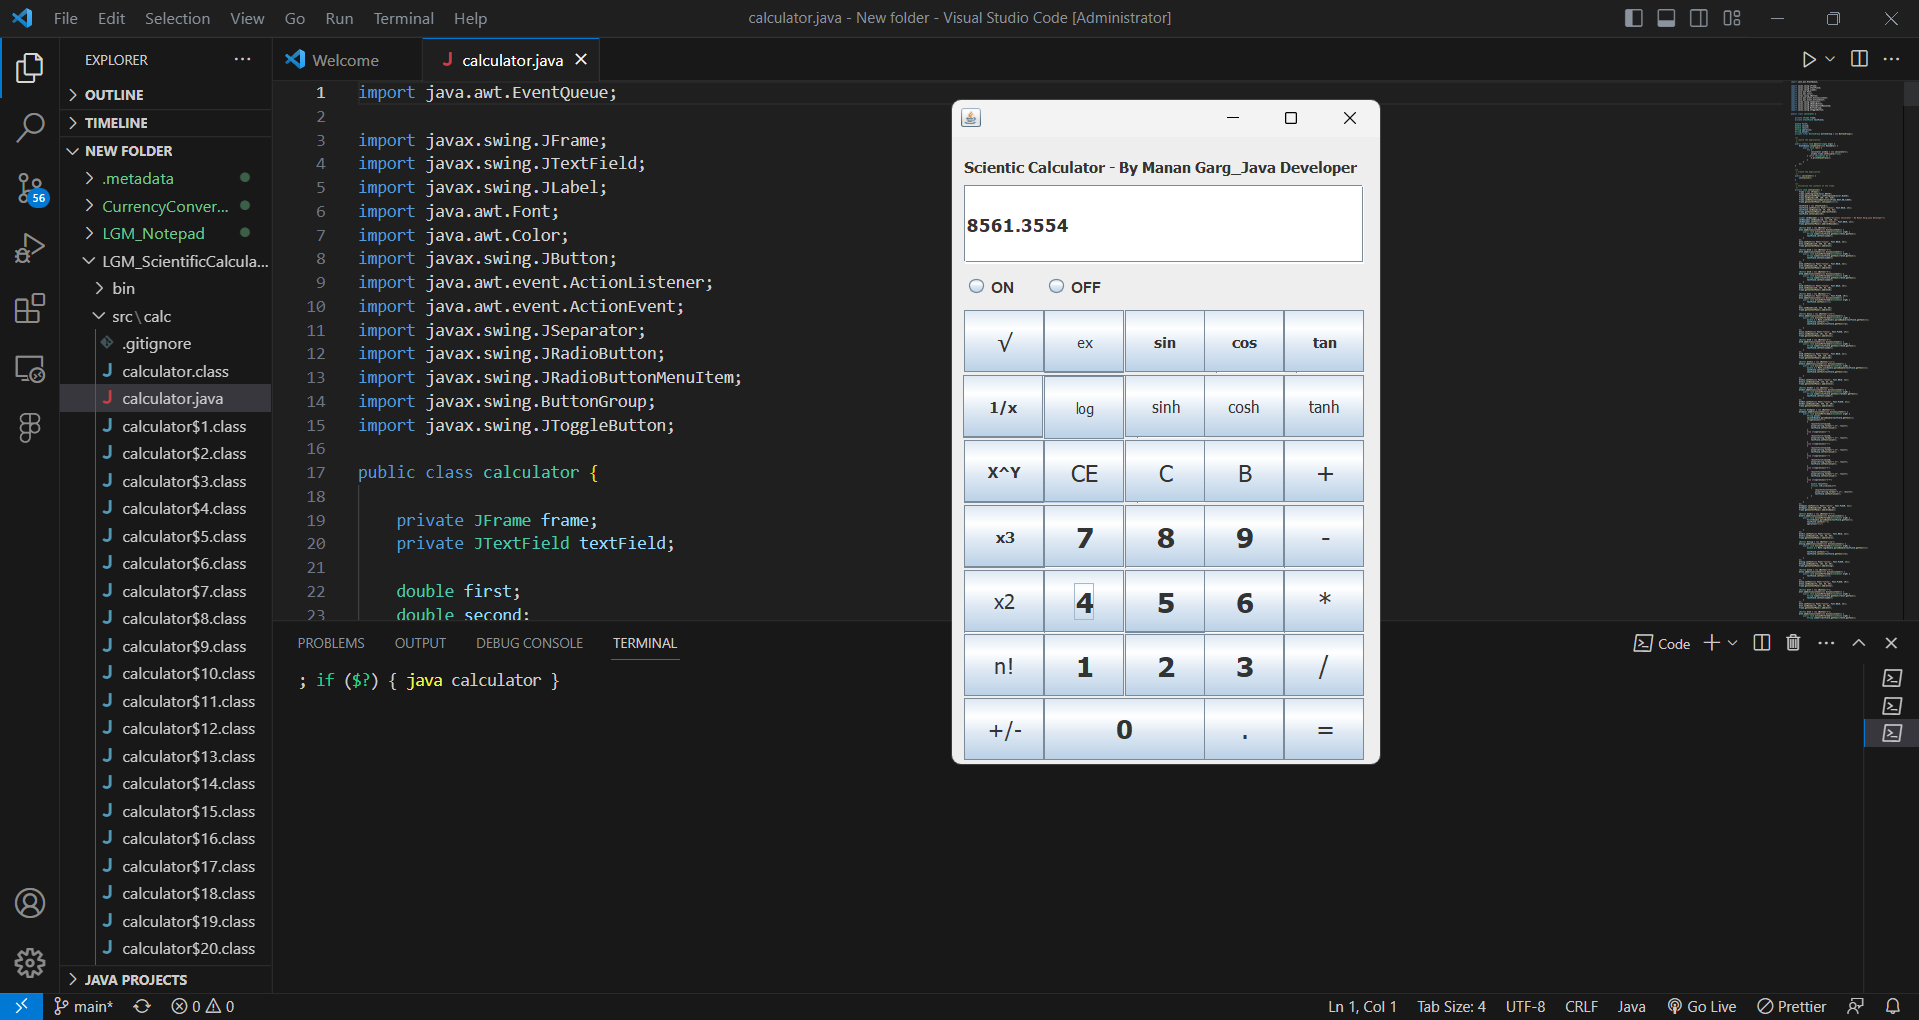 File Edit Selection View Go Run Terminal Help
calculator.java - New folder - Visual Studio Code [Administrator]
EXPLORER
OUTLINE
TIMELINE
NEW FOLDER
.metadata
CurrencyConver...
LGM_Notepad
LGM_ScientificCalcula...
bin
src\calc
.gitignore
calculator.class
calculator.java
calculator$1.class
calculator$2.class
calculator$3.class
calculator$4.class
calculator$5.class
calculator$6.class
calculator$7.class
calculator$8.class
calculator$9.class
calculator$10.class
calculator$11.class
calculator$12.class
calculator$13.class
calculator$14.class
calculator$15.class
calculator$16.class
calculator$17.class
calculator$18.class
calculator$19.class
calculator$20.class
JAVA PROJECTS
56
Welcome
calculator.java
1 import java.awt.EventQueue;
2
3 import javax.swing.JFrame;
4 import javax.swing.JTextField;
5 import javax.swing.JLabel;
6 import java.awt.Font;
7 import java.awt.Color;
8 import javax.swing.JButton;
9 import java.awt.event.ActionListener;
10 import java.awt.event.ActionEvent;
11 import javax.swing.JSeparator;
12 import javax.swing.JRadioButton;
13 import javax.swing.JRadioButtonMenuItem;
14 import javax.swing.ButtonGroup;
15 import javax.swing.JToggleButton;
16
17 public class calculator {
18
19 private JFrame frame;
20 private JTextField textField;
21
22 double first;
23 double second;
Scientic Calculator - By Manan Garg_Java Developer
8561.3554
ON OFF
√ ex sin cos tan
1/x log sinh cosh tanh
X^Y CE C B +
x3 7 8 9 -
x2 4 5 6 *
n! 1 2 3 /
+/- 0 . =
PROBLEMS OUTPUT DEBUG CONSOLE TERMINAL
Code
; if ($?) { java calculator }
main* 0 0
Ln 1, Col 1 Tab Size: 4 UTF-8 CRLF Java Go Live Prettier